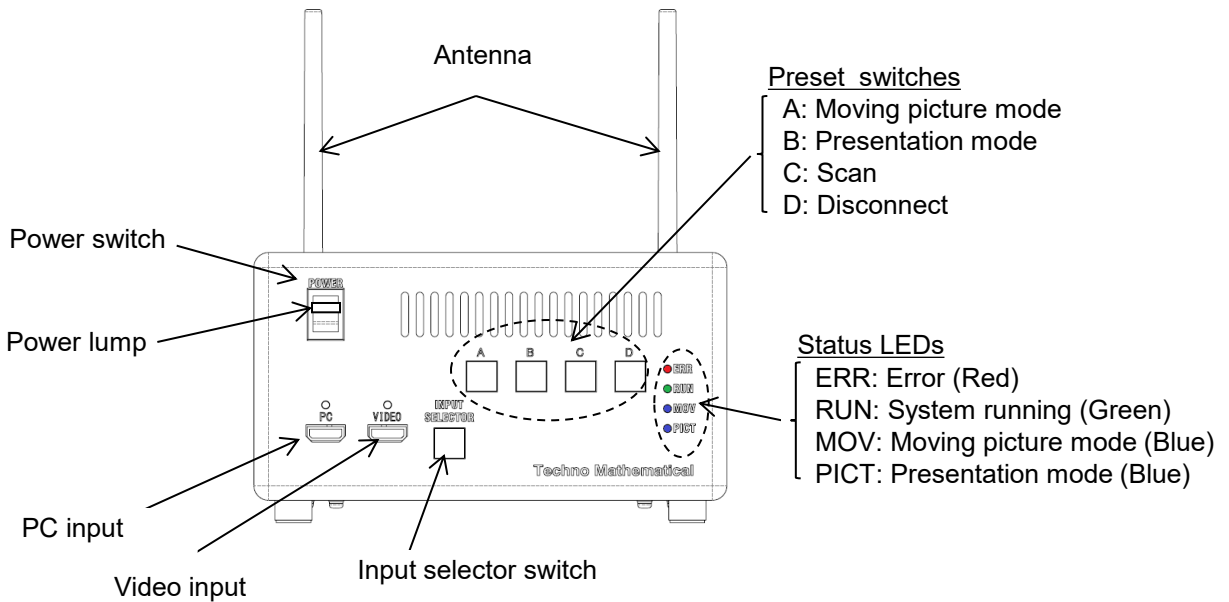 Antenna
Preset switches
A: Moving picture mode
B: Presentation mode
C: Scan
D: Disconnect
Power switch
POWER
Power lump
A B C D
Status LEDs
ERR: Error (Red)
RUN: System running (Green)
MOV: Moving picture mode (Blue)
PICT: Presentation mode (Blue)
ERR
RUN
MOV
PICT
PC
VIDEO
INPUT
SELECTOR
Techno Mathematical
PC input
Video input
Input selector switch